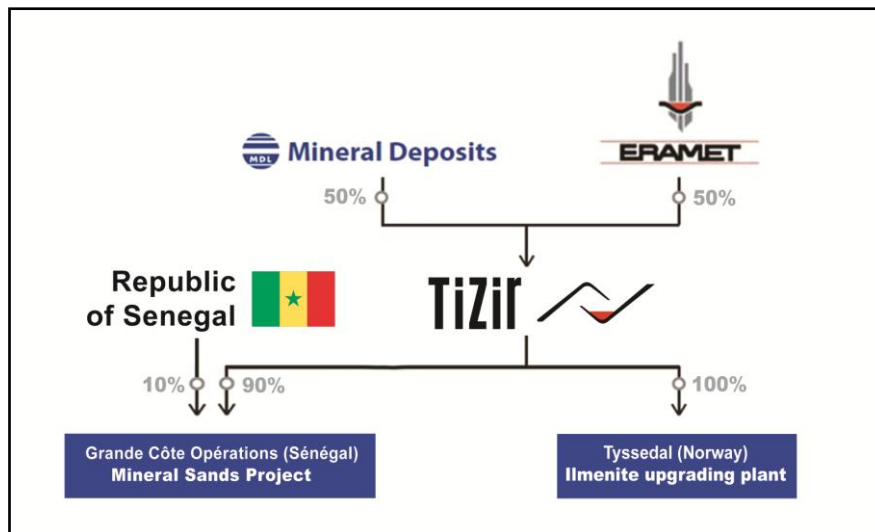 MDL Mineral Deposits
ERAMET
50%
50%
Republic
of Senegal
TiZir
10%
90%
100%
Grande Côte Opérations (Sénégal)
Mineral Sands Project
Tyssedal (Norway)
Ilmenite upgrading plant